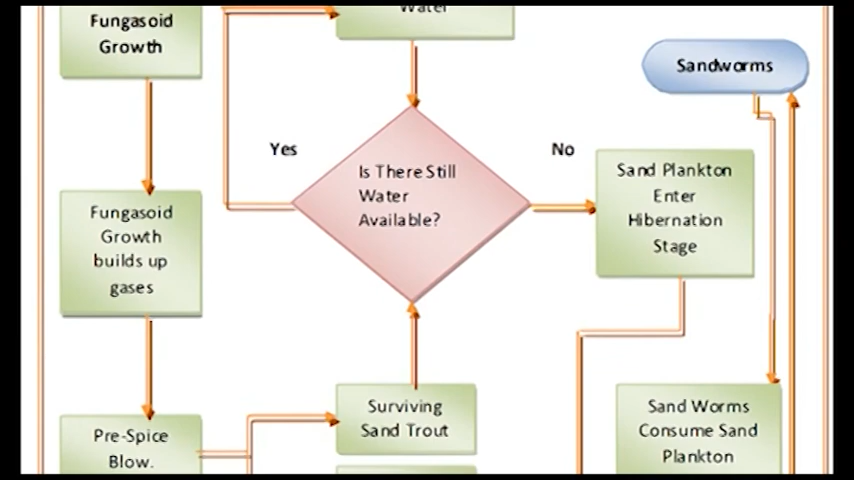 Fungasoid
Growth
Water
Sandworms
Yes
No
Is There Still
Water
Available?
Sand Plankton
Enter
Hibernation
Stage
Fungasoid
Growth
builds up
gases
Surviving
Sand Trout
Sand Worms
Consume Sand
Plankton
Pre-Spice
Blow.